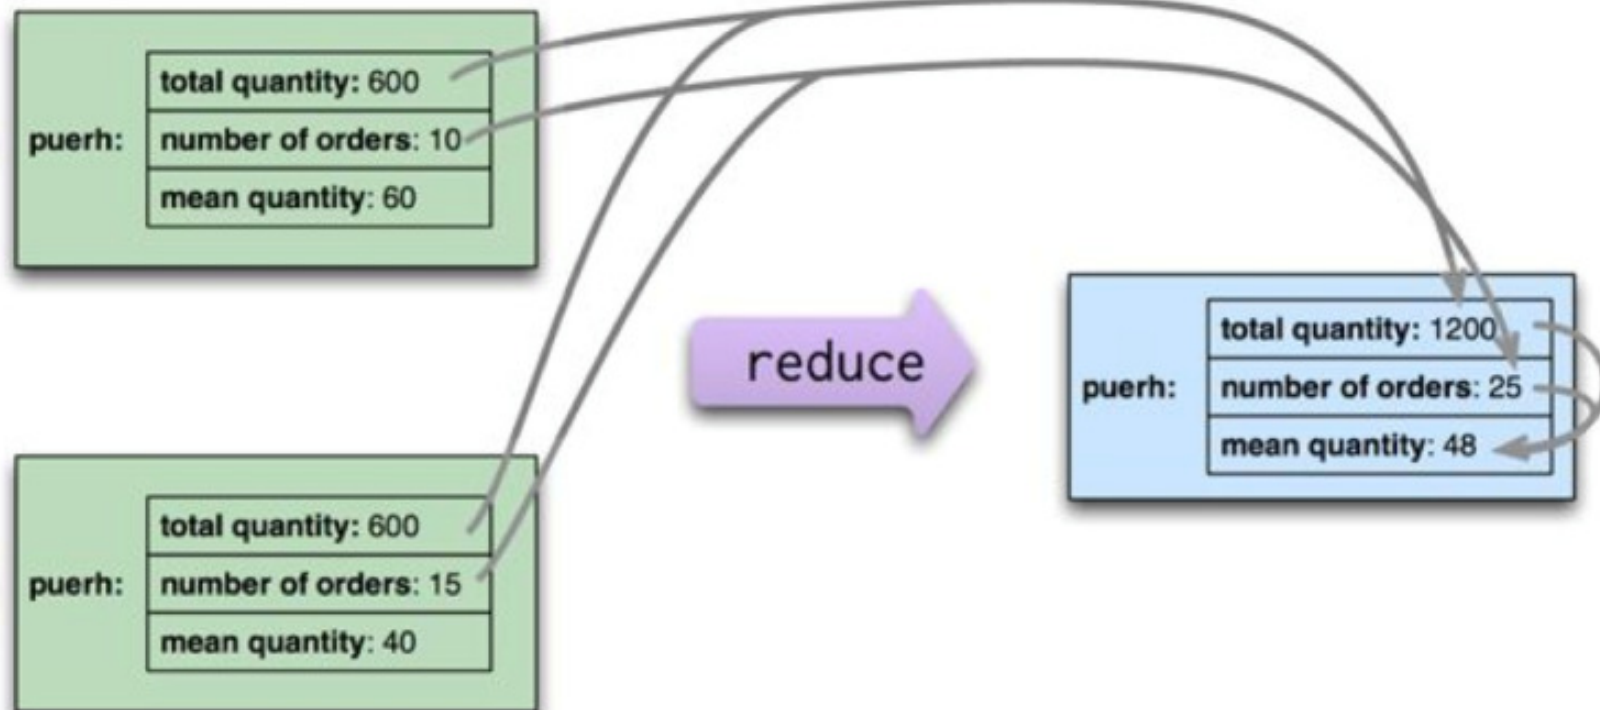 total quantity: 600
puerh: number of orders: 10
mean quantity: 60
reduce
total quantity: 1200
puerh: number of orders: 25
mean quantity: 48
total quantity: 600
puerh: number of orders: 15
mean quantity: 40